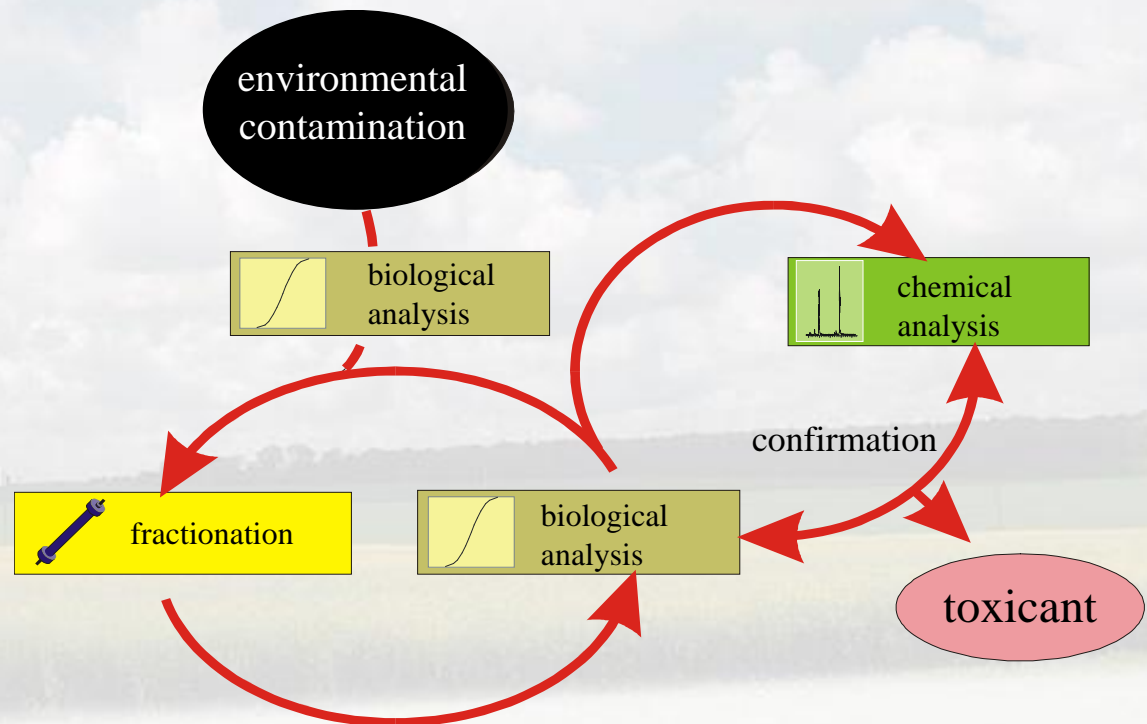 environmental
contamination
biological
analysis
chemical
analysis
confirmation
fractionation
biological
analysis
toxicant